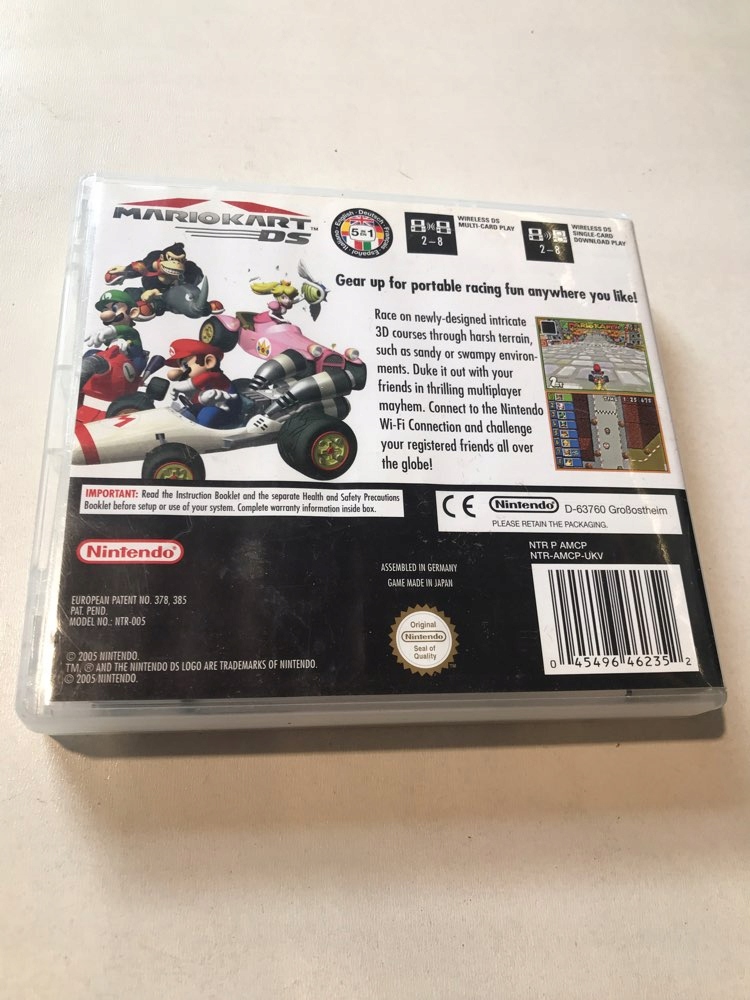 MARIOKART
DS™
English · Deutsch · Français · Español · Italiano
5 in 1
2–8
WIRELESS DS
MULTI-CARD PLAY
2–8
WIRELESS DS
SINGLE-CARD
DOWNLOAD PLAY
Gear up for portable racing fun anywhere you like!
Race on newly-designed intricate
3D courses through harsh terrain,
such as sandy or swampy environ-
ments. Duke it out with your
friends in thrilling multiplayer
mayhem. Connect to the Nintendo
Wi-Fi Connection and challenge
your registered friends all over
the globe!
IMPORTANT: Read the Instruction Booklet and the separate Health and Safety Precautions
Booklet before setup or use of your system. Complete warranty information inside box.
CE Nintendo D-63760 Großostheim
PLEASE RETAIN THE PACKAGING.
Nintendo
NTR P AMCP
NTR-AMCP-UKV
ASSEMBLED IN GERMANY
GAME MADE IN JAPAN
EUROPEAN PATENT NO. 378, 385
PAT. PEND.
MODEL NO.: NTR-005
Original
Nintendo
Seal of
Quality
™
© 2005 NINTENDO.
TM, ® AND THE NINTENDO DS LOGO ARE TRADEMARKS OF NINTENDO.
© 2005 NINTENDO.
0 45496 46235 2